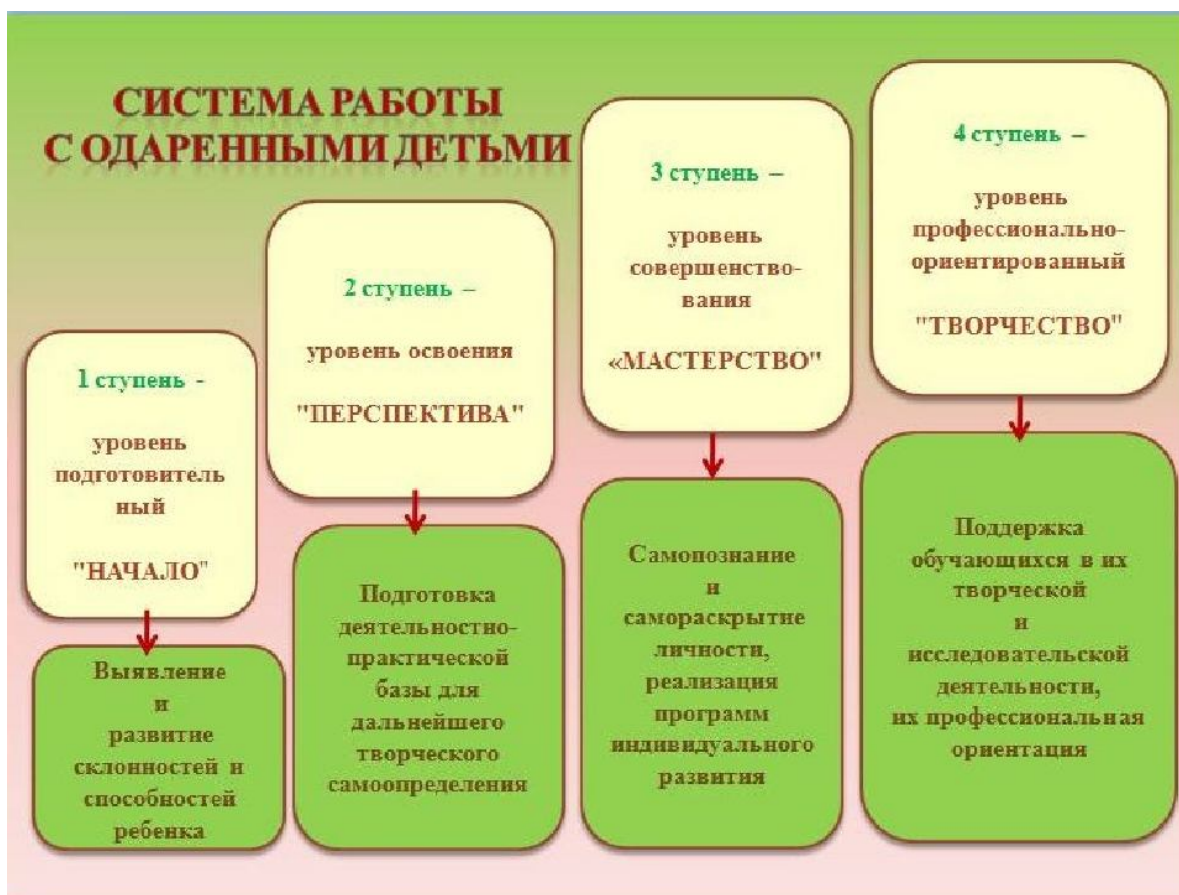 СИСТЕМА РАБОТЫ
С ОДАРЕННЫМИ ДЕТЬМИ
1 ступень -
уровень
подготовитель
ный
"НАЧАЛО"
Выявление
и
развитие
склонностей и
способностей
ребенка
2 ступень –
уровень освоения
"ПЕРСПЕКТИВА"
Подготовка
деятельностно-
практической
базы для
дальнейшего
творческого
самоопределения
3 ступень –
уровень
совершенство-
вания
«МАСТЕРСТВО"
Самопознание
и
самораскрытие
личности,
реализация
программ
индивидуального
развития
4 ступень –
уровень
профессионально-
ориентированный
"ТВОРЧЕСТВО"
Поддержка
обучающихся в их
творческой
и
исследовательской
деятельности,
их профессиональная
ориентация